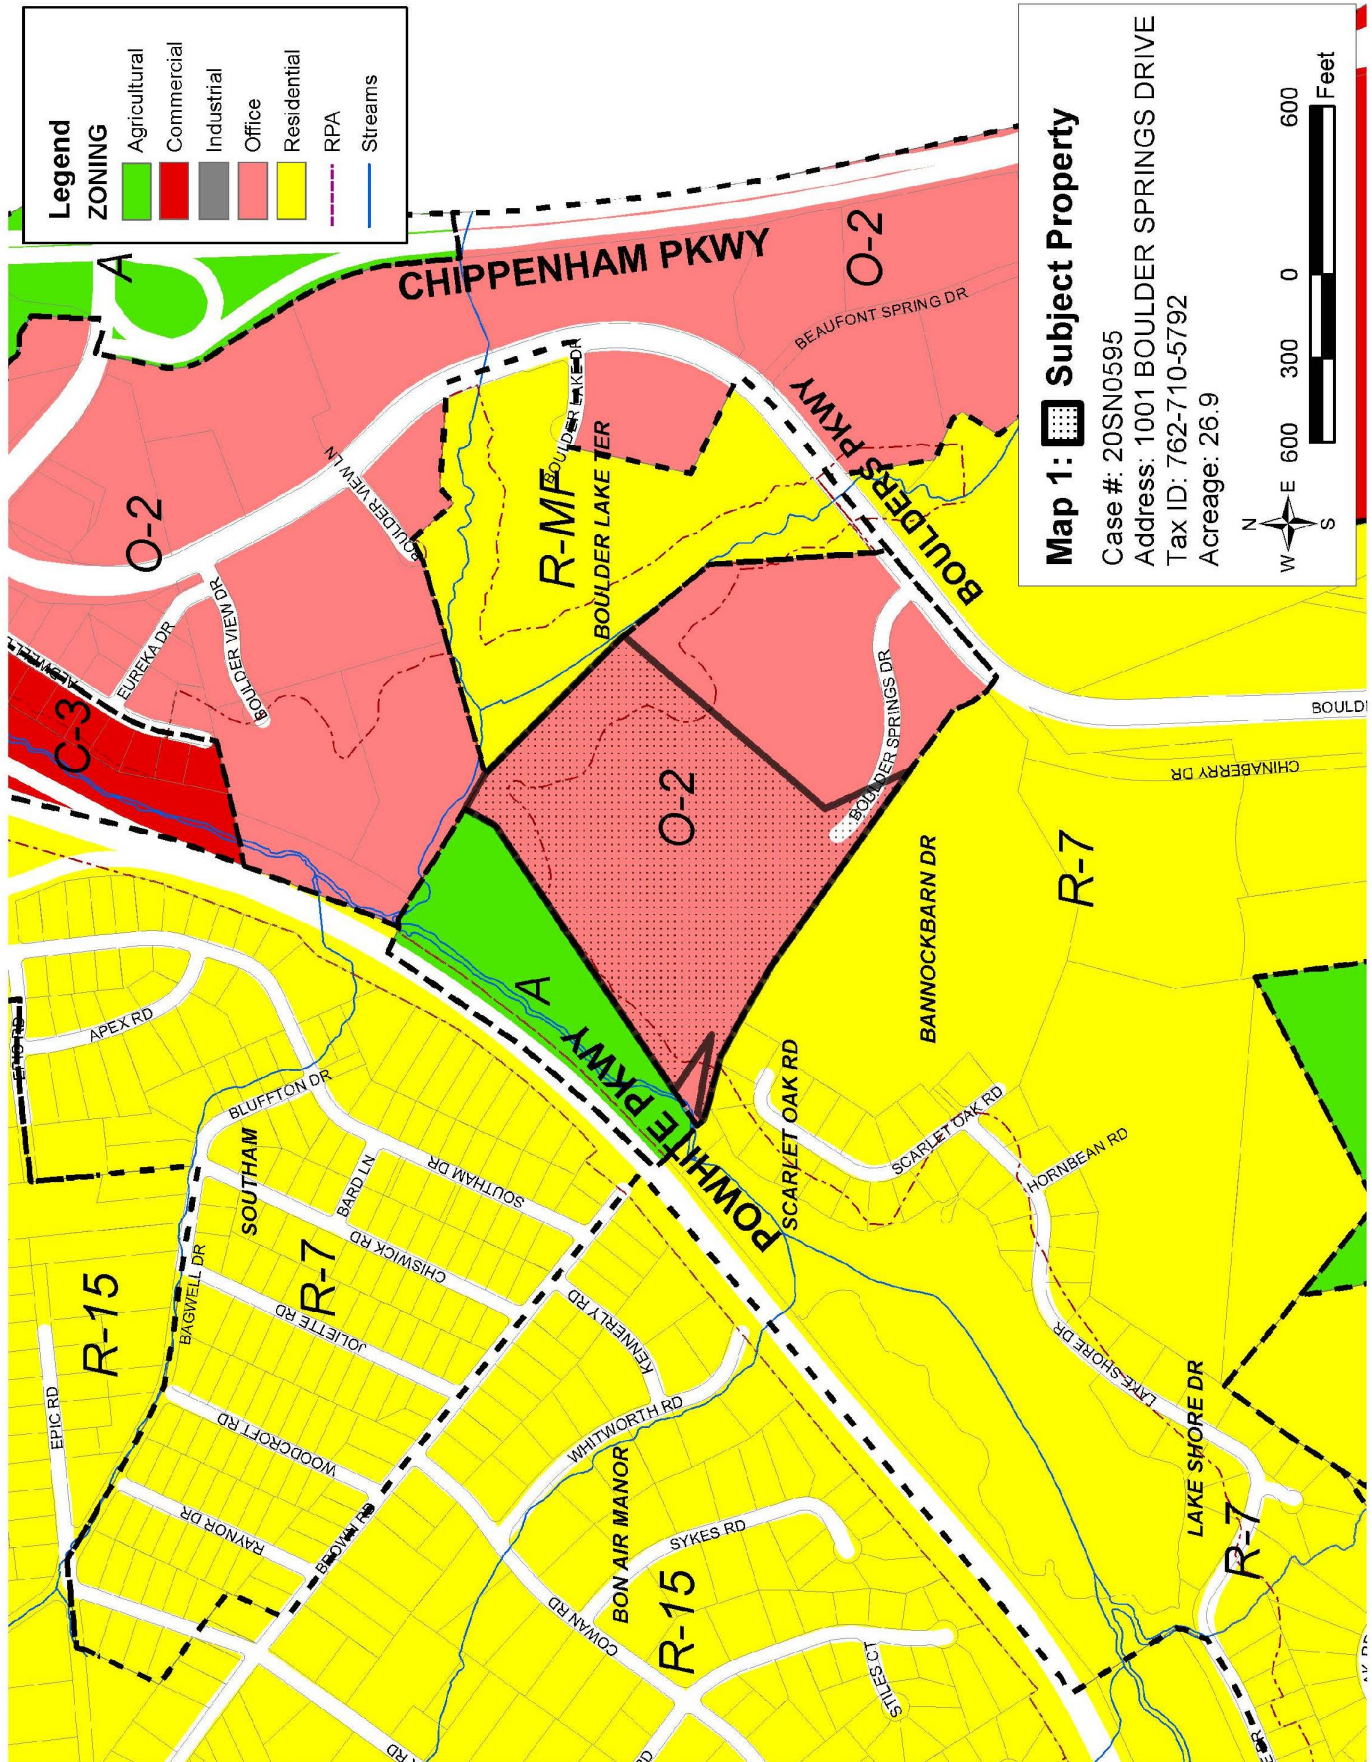 Legend
ZONING
Agricultural
Commercial
Industrial
Office
Residential
RPA
Streams
Map 1: Subject Property
Case #: 20SN0595
Address: 1001 BOULDER SPRINGS DRIVE
Tax ID: 762-710-5792
Acreage: 26.9
N
W E
S
600 300 0 600
Feet
EPIC RD
R-15
EPIC RD
APEX RD
BLUFFTON DR
SOUTHAM
BAGWELL DR
BARD LN
SOUTHAM DR
CHISWICK RD
R-7
JOLIETTE RD
WOODCROFT RD
RAYNOR DR
BROWN RD
KENNERLY RD
WHITWORTH RD
BON AIR MANOR
SYKES RD
COWAN RD
R-15
STILES CT
POWHITE PKWY
A
C-3
EUREKA DR
BOULDER VIEW DR
O-2
BOULDER VIEW LN
A
CHIPPENHAM PKWY
R-MF
BOULDER LAKE DR
BOULDER LAKE TER
O-2
BEAUFONT SPRING DR
BOULDERS PKWY
O-2
BOULDER SPRINGS DR
BANNOCKBARN DR
R-7
CHINABERRY DR
BOULD
SCARLET OAK RD
SCARLET OAK RD
HORNBEAN RD
LAKE SHORE DR
LAKE SHORE DR
R-7